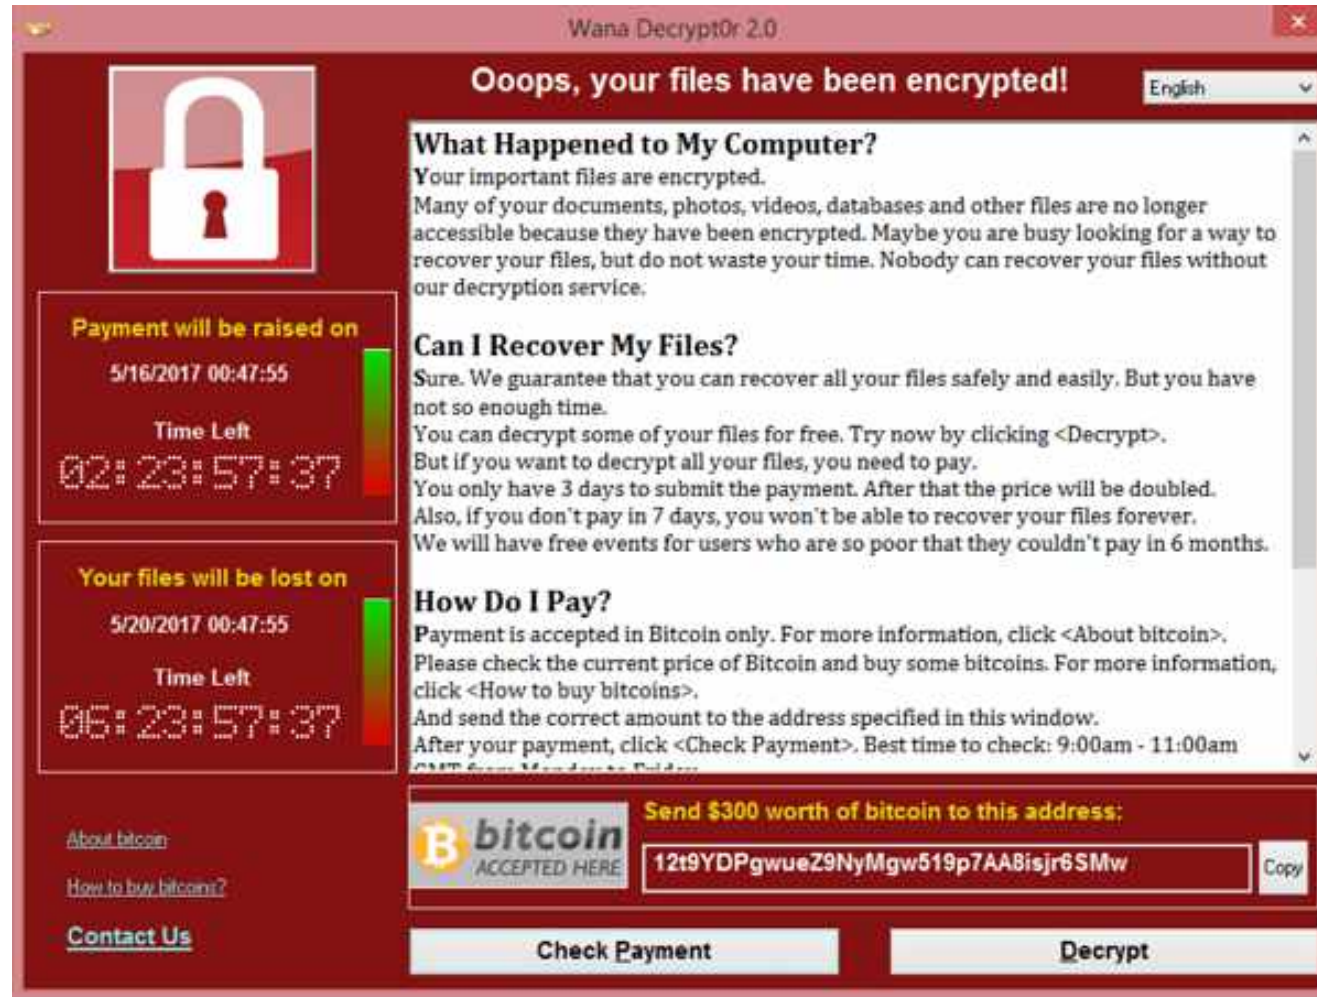 Wana Decrypt0r 2.0
Ooops, your files have been encrypted!
English
What Happened to My Computer?
Your important files are encrypted.
Many of your documents, photos, videos, databases and other files are no longer
accessible because they have been encrypted. Maybe you are busy looking for a way to
recover your files, but do not waste your time. Nobody can recover your files without
our decryption service.
Can I Recover My Files?
Sure. We guarantee that you can recover all your files safely and easily. But you have
not so enough time.
You can decrypt some of your files for free. Try now by clicking <Decrypt>.
But if you want to decrypt all your files, you need to pay.
You only have 3 days to submit the payment. After that the price will be doubled.
Also, if you don't pay in 7 days, you won't be able to recover your files forever.
We will have free events for users who are so poor that they couldn't pay in 6 months.
How Do I Pay?
Payment is accepted in Bitcoin only. For more information, click <About bitcoin>.
Please check the current price of Bitcoin and buy some bitcoins. For more information,
click <How to buy bitcoins>.
And send the correct amount to the address specified in this window.
After your payment, click <Check Payment>. Best time to check: 9:00am - 11:00am
GMT from Monday to Friday
Payment will be raised on
5/16/2017 00:47:55
Time Left
02:23:57:37
Your files will be lost on
5/20/2017 00:47:55
Time Left
06:23:57:37
About bitcoin
How to buy bitcoins?
Contact Us
bitcoin
ACCEPTED HERE
Send $300 worth of bitcoin to this address:
12t9YDPgwueZ9NyMgw519p7AA8isjr6SMw
Copy
Check Payment
Decrypt